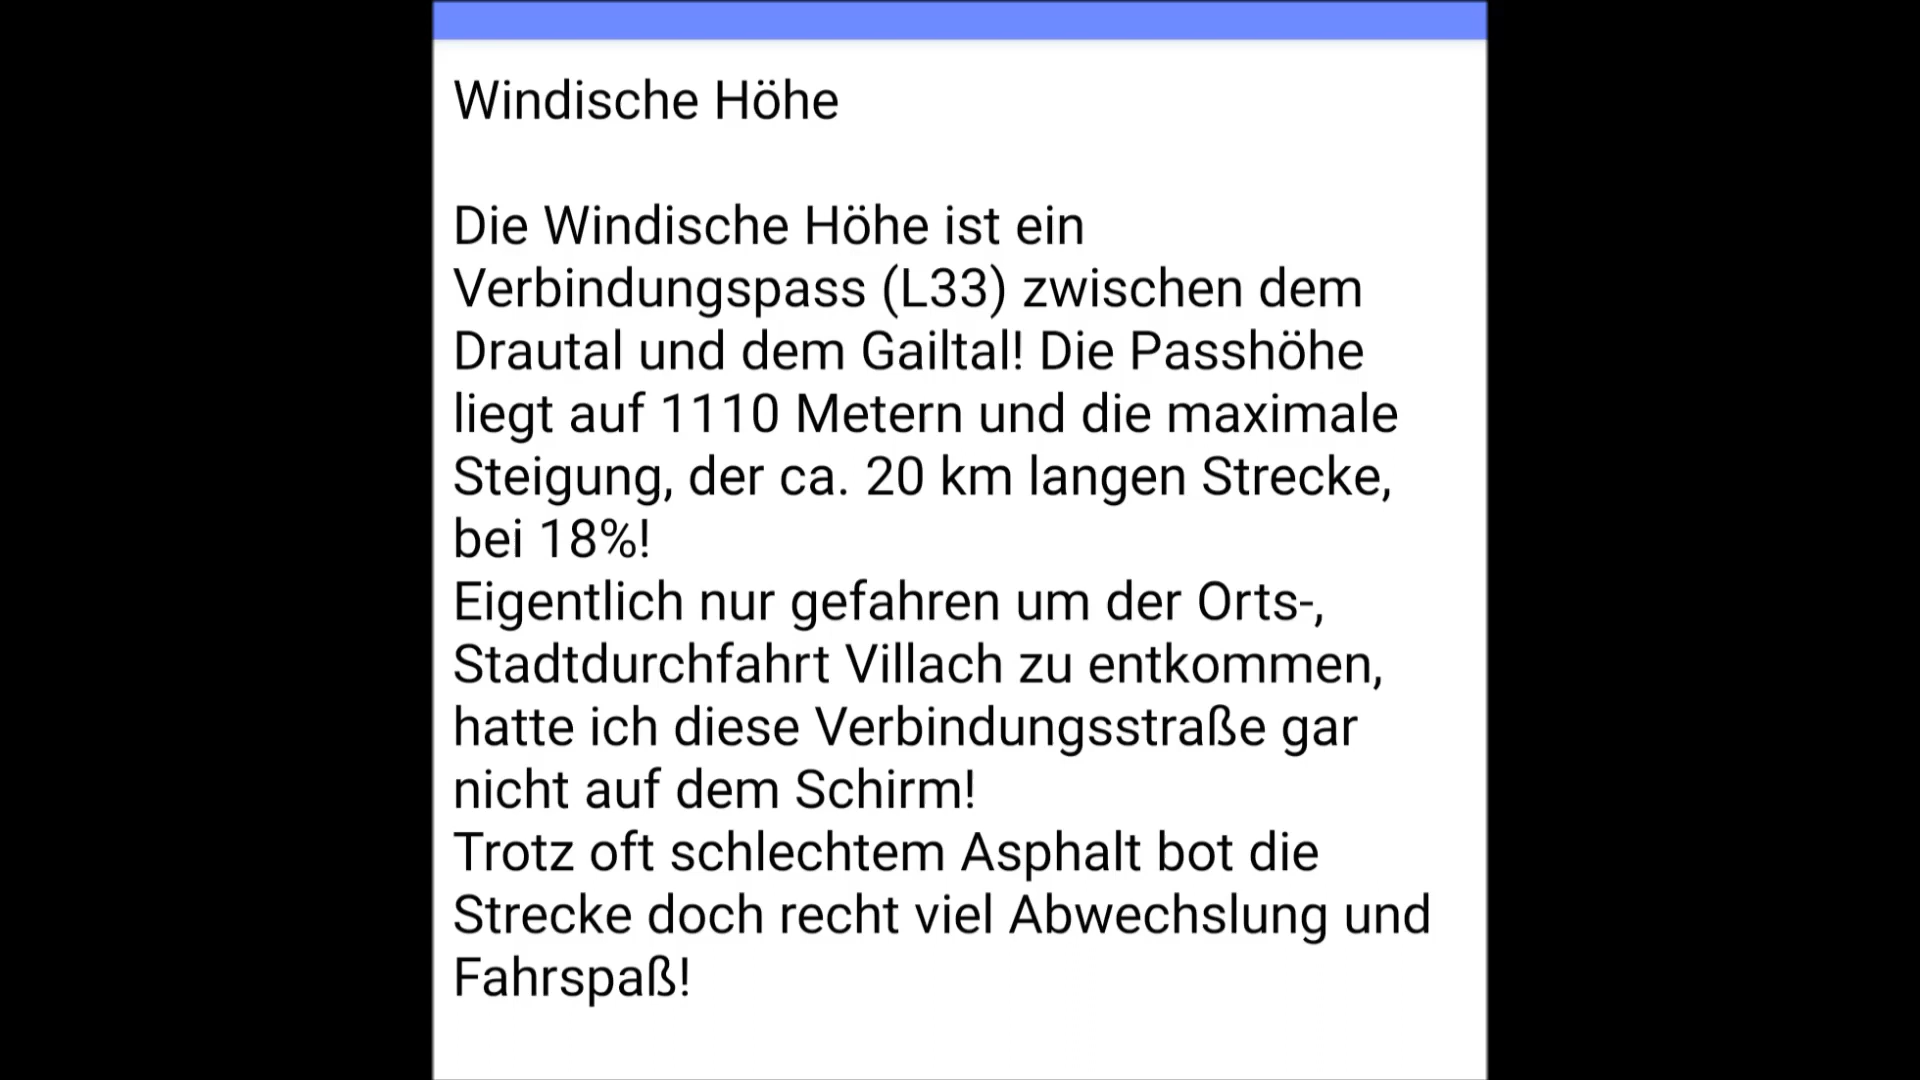 Windische Höhe
Die Windische Höhe ist ein
Verbindungspass (L33) zwischen dem
Drautal und dem Gailtal! Die Passhöhe
liegt auf 1110 Metern und die maximale
Steigung, der ca. 20 km langen Strecke,
bei 18%!
Eigentlich nur gefahren um der Orts-,
Stadtdurchfahrt Villach zu entkommen,
hatte ich diese Verbindungsstraße gar
nicht auf dem Schirm!
Trotz oft schlechtem Asphalt bot die
Strecke doch recht viel Abwechslung und
Fahrspaß!